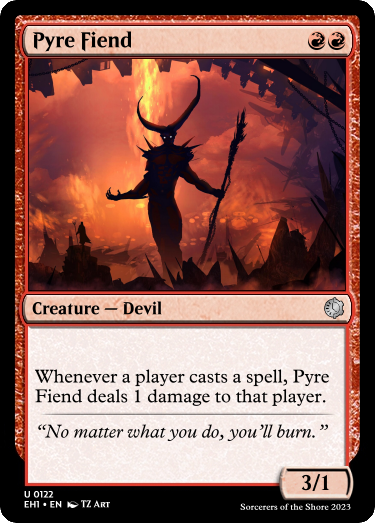 Pyre Fiend
Creature — Devil
Whenever a player casts a spell, Pyre
Fiend deals 1 damage to that player.
“No matter what you do, you’ll burn.”
3/1
U 0122
EH1 • EN TZ Art
Sorcerers of the Shore 2023